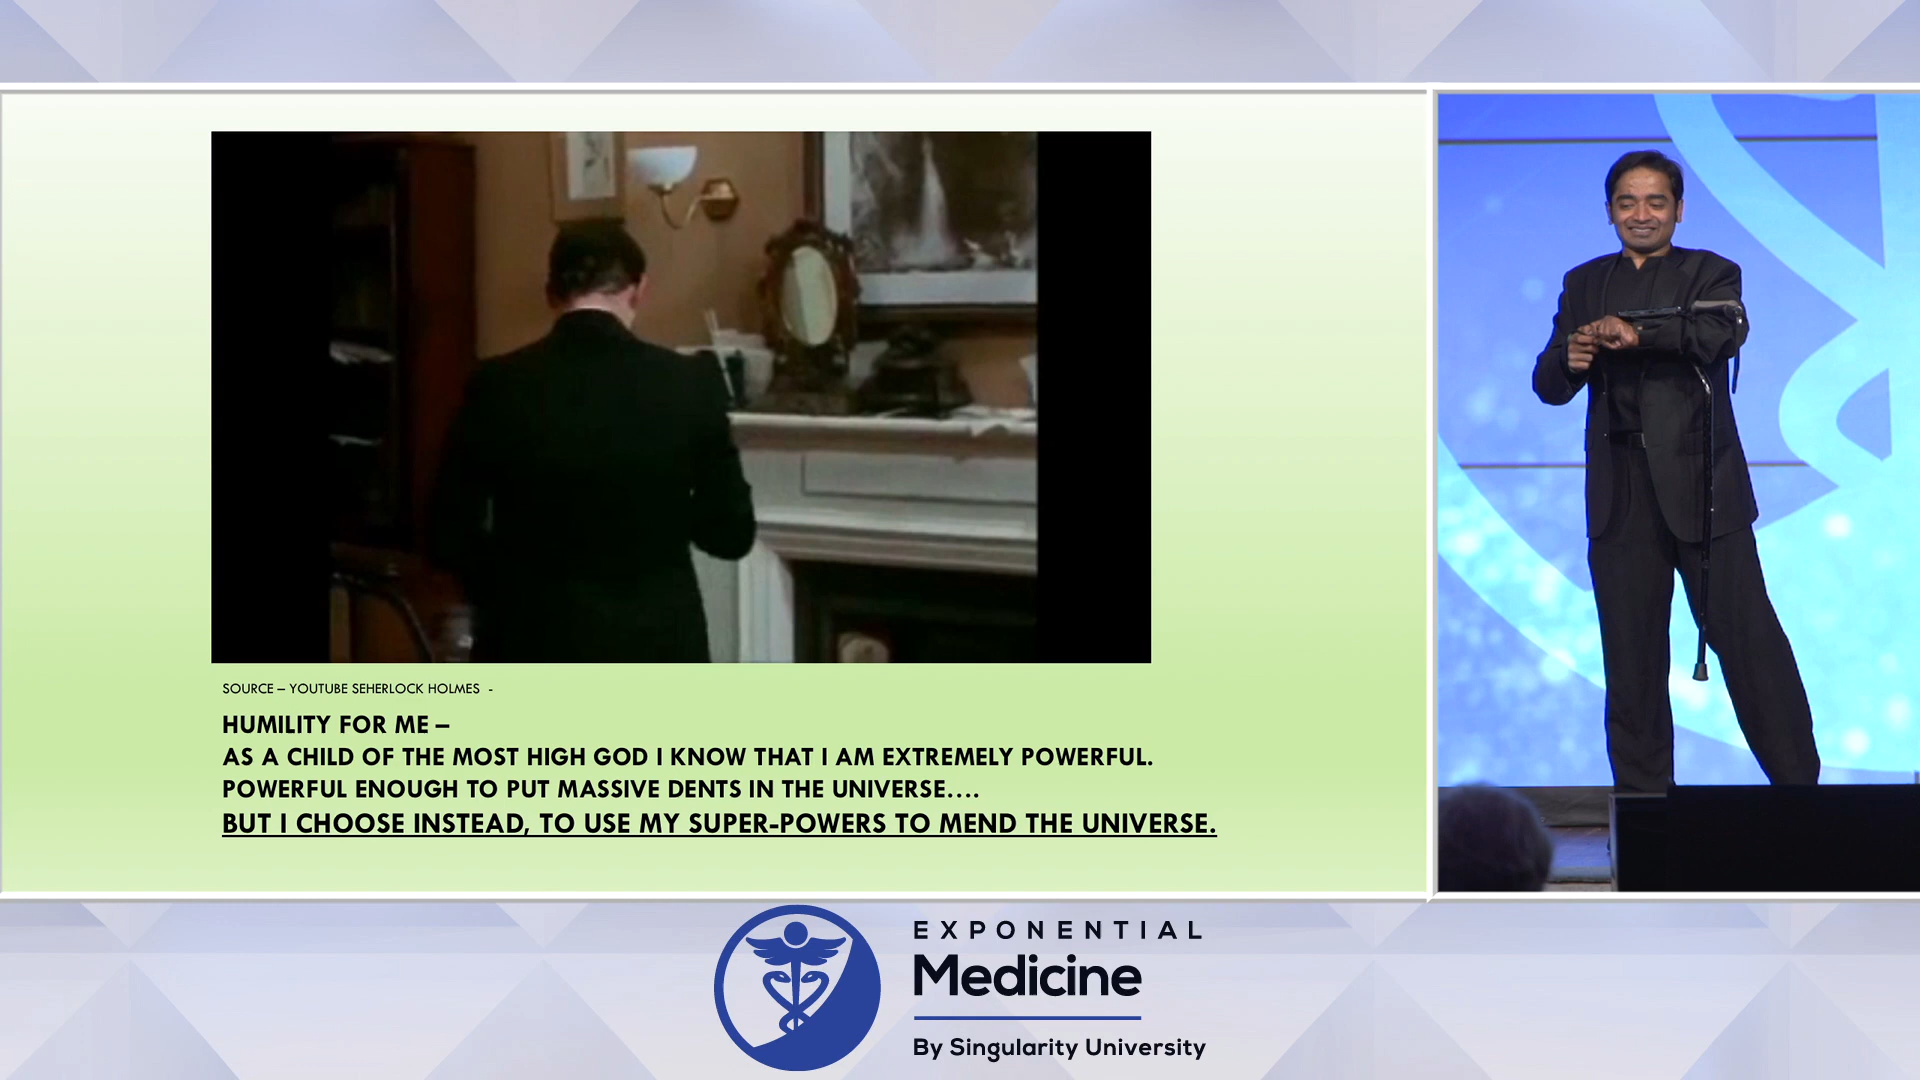 SOURCE – YOUTUBE SEHERLOCK HOLMES -
HUMILITY FOR ME –
AS A CHILD OF THE MOST HIGH GOD I KNOW THAT I AM EXTREMELY POWERFUL.
POWERFUL ENOUGH TO PUT MASSIVE DENTS IN THE UNIVERSE....
BUT I CHOOSE INSTEAD, TO USE MY SUPER-POWERS TO MEND THE UNIVERSE.
EXPONENTIAL
Medicine
By Singularity University